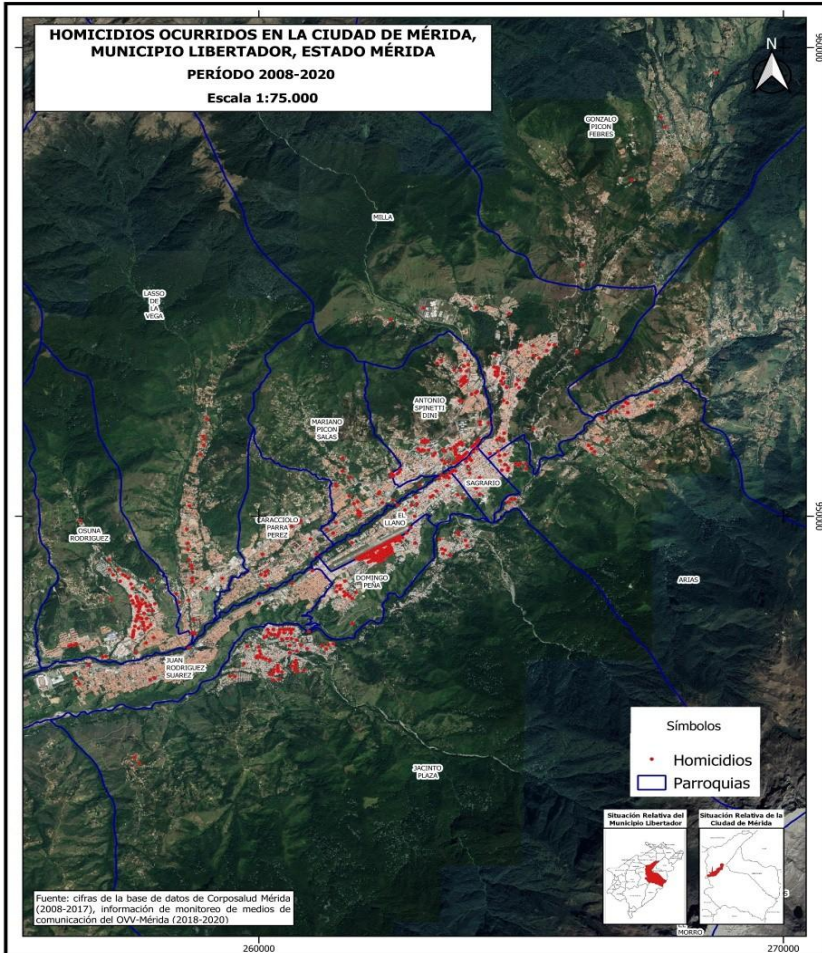 HOMICIDIOS OCURRIDOS EN LA CIUDAD DE MÉRIDA,
MUNICIPIO LIBERTADOR, ESTADO MÉRIDA
PERÍODO 2008-2020
Escala 1:75.000
N
960000
GONZALO
PICON
FEBRES
MILLA
LASSO
DE
LA
VEGA
ANTONIO
SPINETTI
DINI
MARIANO
PICON
SALAS
SAGRARIO
EL
LLANO
CARACCIOLO
PARRA
PEREZ
OSUNA
RODRIGUEZ
950000
DOMINGO
PEÑA
ARIAS
JUAN
RODRIGUEZ
SUAREZ
JACINTO
PLAZA
Símbolos
Homicidios
Parroquias
Situación Relativa del
Municipio Libertador
Situación Relativa de la
Ciudad de Mérida
Fuente: cifras de la base de datos de Corposalud Mérida
(2008-2017), información de monitoreo de medios de
comunicación del OVV-Mérida (2018-2020)
MORRO
260000
270000